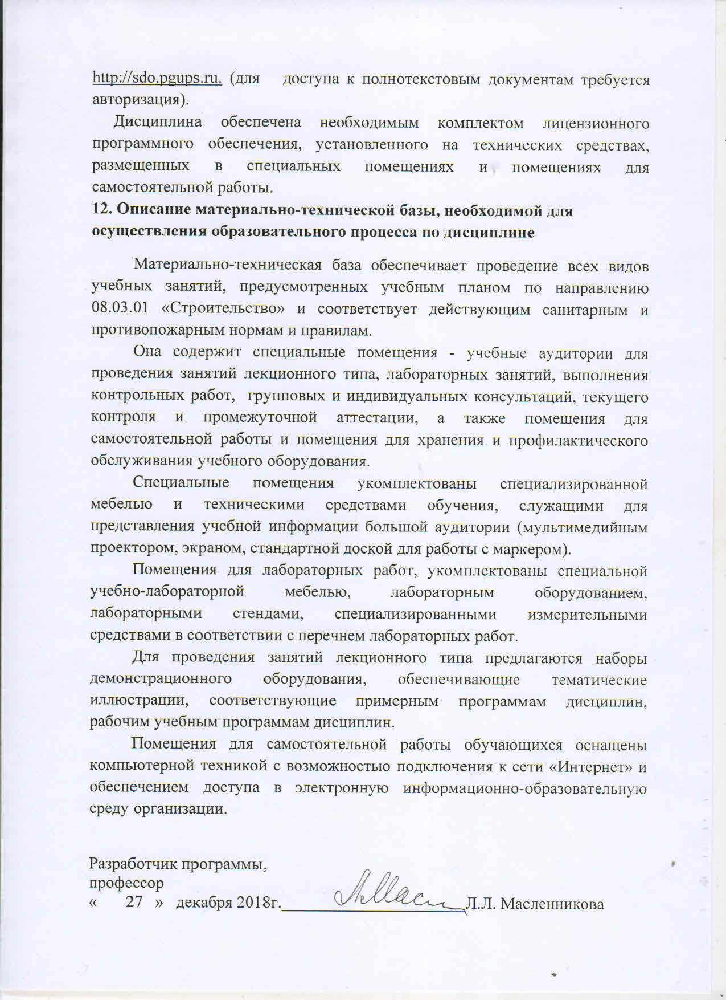 http://sdo.pgups.ru. (для доступа к полнотекстовым документам требуется
авторизация).
Дисциплина обеспечена необходимым комплектом лицензионного
программного обеспечения, установленного на технических средствах,
размещенных в специальных помещениях и помещениях для
самостоятельной работы.
12. Описание материально-технической базы, необходимой для
осуществления образовательного процесса по дисциплине
Материально-техническая база обеспечивает проведение всех видов
учебных занятий, предусмотренных учебным планом по направлению
08.03.01 «Строительство» и соответствует действующим санитарным и
противопожарным нормам и правилам.
Она содержит специальные помещения - учебные аудитории для
проведения занятий лекционного типа, лабораторных занятий, выполнения
контрольных работ, групповых и индивидуальных консультаций, текущего
контроля и промежуточной аттестации, а также помещения для
самостоятельной работы и помещения для хранения и профилактического
обслуживания учебного оборудования.
Специальные помещения укомплектованы специализированной
мебелью и техническими средствами обучения, служащими для
представления учебной информации большой аудитории (мультимедийным
проектором, экраном, стандартной доской для работы с маркером).
Помещения для лабораторных работ, укомплектованы специальной
учебно-лабораторной мебелью, лабораторным оборудованием,
лабораторными стендами, специализированными измерительными
средствами в соответствии с перечнем лабораторных работ.
Для проведения занятий лекционного типа предлагаются наборы
демонстрационного оборудования, обеспечивающие тематические
иллюстрации, соответствующие примерным программам дисциплин,
рабочим учебным программам дисциплин.
Помещения для самостоятельной работы обучающихся оснащены
компьютерной техникой с возможностью подключения к сети «Интернет» и
обеспечением доступа в электронную информационно-образовательную
среду организации.
Разработчик программы,
профессор
« 27 » декабря 2018г. Л.Л. Масленникова